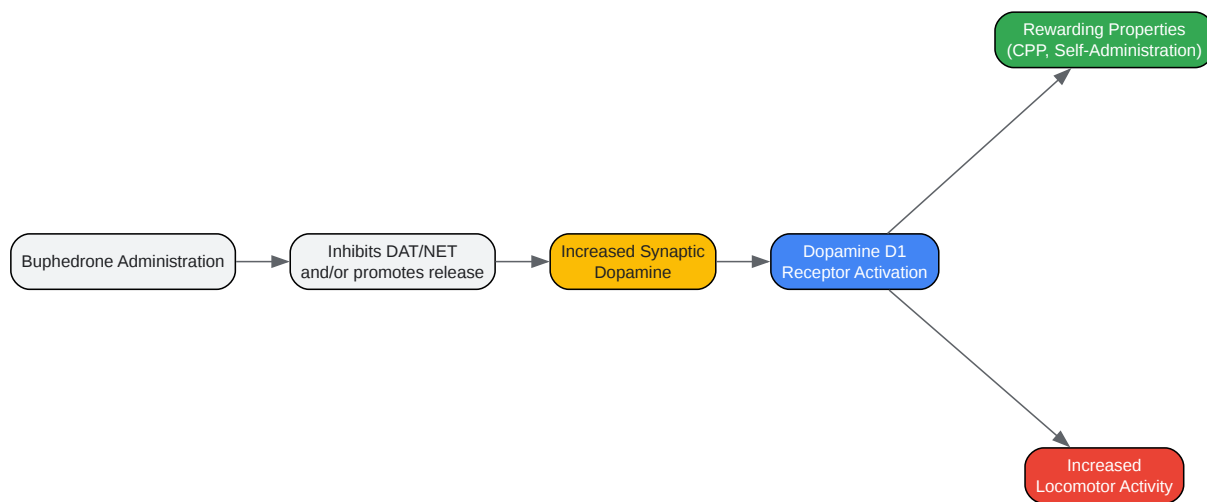 Rewarding Properties
(CPP, Self-Administration)
Buphedrone Administration
Inhibits DAT/NET
and/or promotes release
Increased Synaptic
Dopamine
Dopamine D1
Receptor Activation
Increased
Locomotor Activity